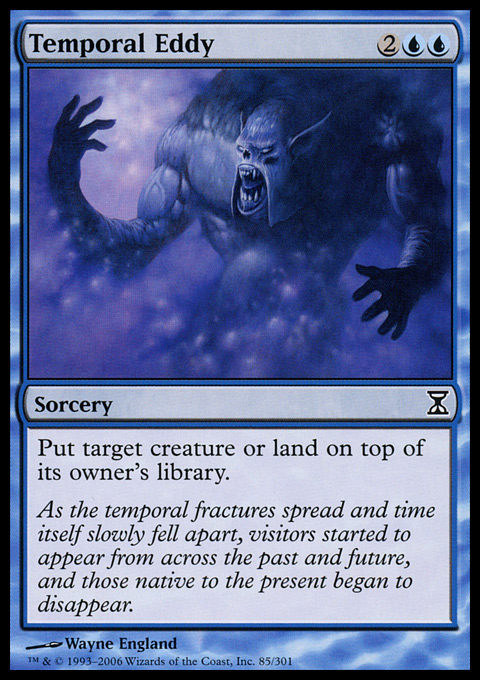 Temporal Eddy 2
Sorcery
Put target creature or land on top of
its owner's library.
As the temporal fractures spread and time
itself slowly fell apart, visitors started to
appear from across the past and future,
and those native to the present began to
disappear.
Wayne England
™ & © 1993–2006 Wizards of the Coast, Inc. 85/301